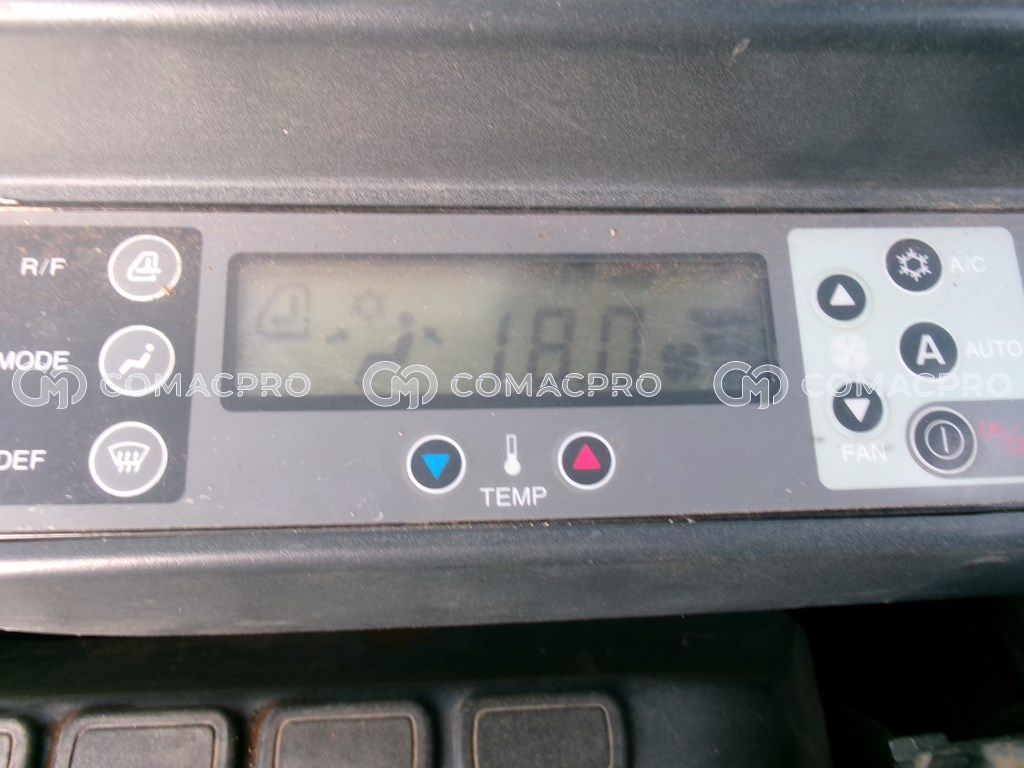 R/F
MODE
DEF
18.0
TEMP
A/C
AUTO
A
FAN
COMACPRO COMACPRO COMACPRO